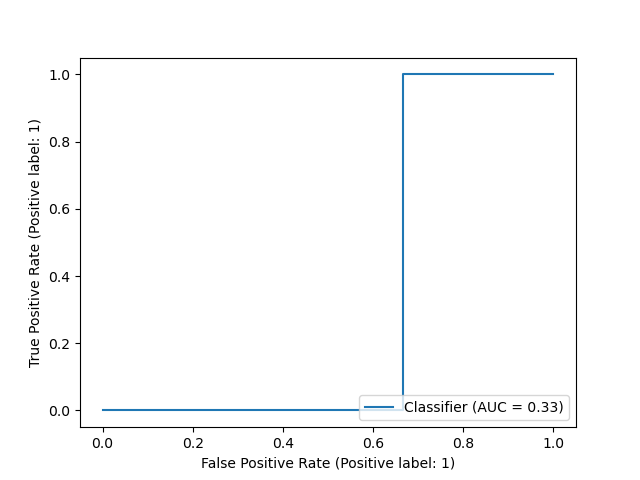 1.0
0.8
0.6
0.4
0.2
0.0
True Positive Rate (Positive label: 1)
Classifier (AUC = 0.33)
0.0 0.2 0.4 0.6 0.8 1.0
False Positive Rate (Positive label: 1)